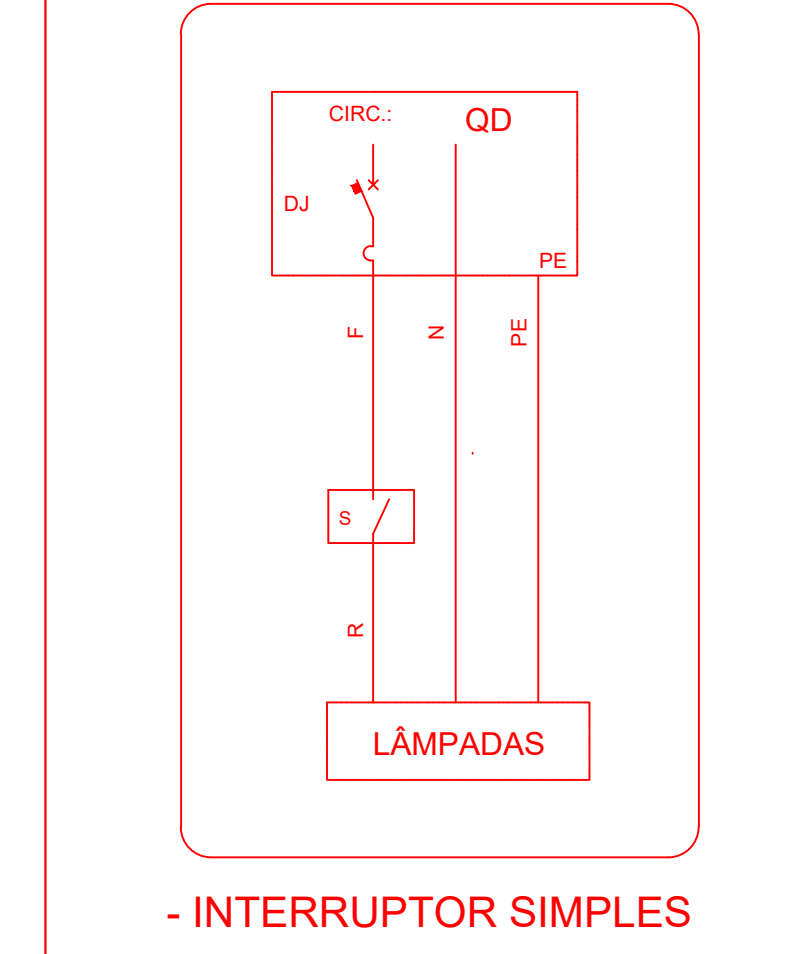 CIRC.: QD
DJ
PE
F N PE
S
R
LÂMPADAS
- INTERRUPTOR SIMPLES